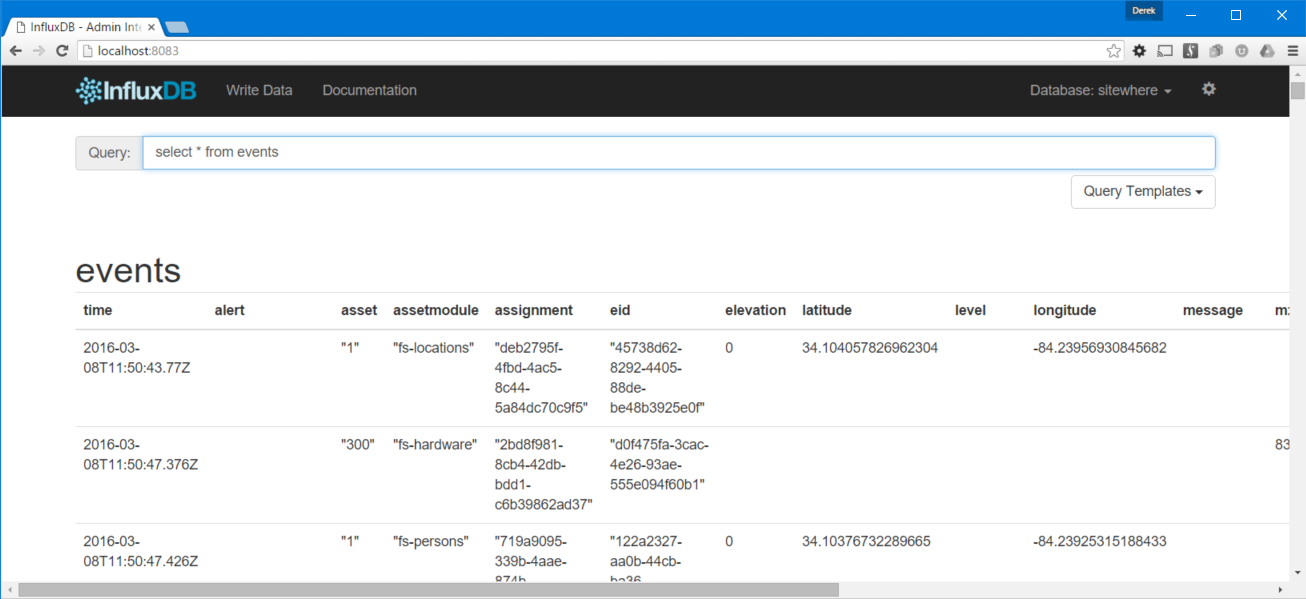 Derek
InfluxDB - Admin Inte
localhost:8083
InfluxDB Write Data Documentation Database: sitewhere
Query: select * from events
Query Templates
events
time alert asset assetmodule assignment eid elevation latitude level longitude message
2016-03- "1" "fs-locations" "deb2795f- "45738d62- 0 34.104057826962304 -84.23956930845682
08T11:50:43.77Z 4fbd-4ac5- 8292-4405-
8c44- 88de-
5a84dc70c9f5" be48b3925e0f"
2016-03- "300" "fs-hardware" "2bd8f981- "d0f475fa-3cac- 83
08T11:50:47.376Z 8cb4-42db- 4e26-93ae-
bdd1- 555e094f60b1"
c6b39862ad37"
2016-03- "1" "fs-persons" "719a9095- "122a2327- 0 34.10376732289665 -84.23925315188433
08T11:50:47.426Z 339b-4aae- aa0b-44cb-
874b- ba36-